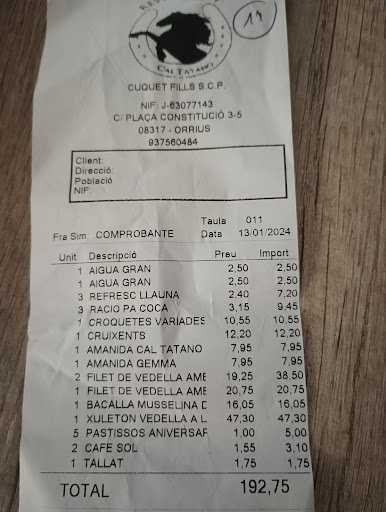 14
CAL TATANO
CUQUET FILLS S.C.P.
NIF: J-63077143
C/ PLAÇA CONSTITUCIÓ 3-5
08317 - ORRIUS
937560484
Client:
Direcció:
Població
NIF:
Taula 011
Fra Sim: COMPROBANTE Data 13/01/2024
Unit. Descripció Preu Import
1 AIGUA GRAN 2,50 2,50
1 AIGUA GRAN 2,50 2,50
3 REFRESC LLAUNA 2,40 7,20
3 RACIO PA COCA 3,15 9,45
1 CROQUETES VARIADES 10,55 10,55
1 CRUIXENTS 12,20 12,20
1 AMANIDA CAL TATANO 7,95 7,95
1 AMANIDA GEMMA 7,95 7,95
2 FILET DE VEDELLA AMB 19,25 38,50
1 FILET DE VEDELLA AMB 20,75 20,75
1 BACALLA MUSSELINA D 16,05 16,05
1 XULETON VEDELLA A L 47,30 47,30
5 PASTISSOS ANIVERSAR 1,00 5,00
2 CAFE SOL 1,55 3,10
1 TALLAT 1,75 1,75
TOTAL 192,75